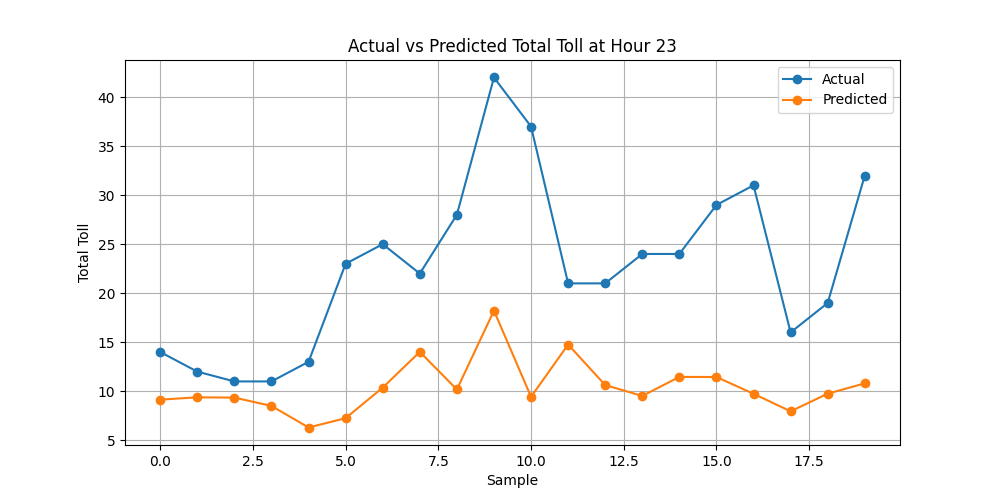 Actual vs Predicted Total Toll at Hour 23
Actual
Predicted
Total Toll
40
35
30
25
20
15
10
5
0.0 2.5 5.0 7.5 10.0 12.5 15.0 17.5
Sample